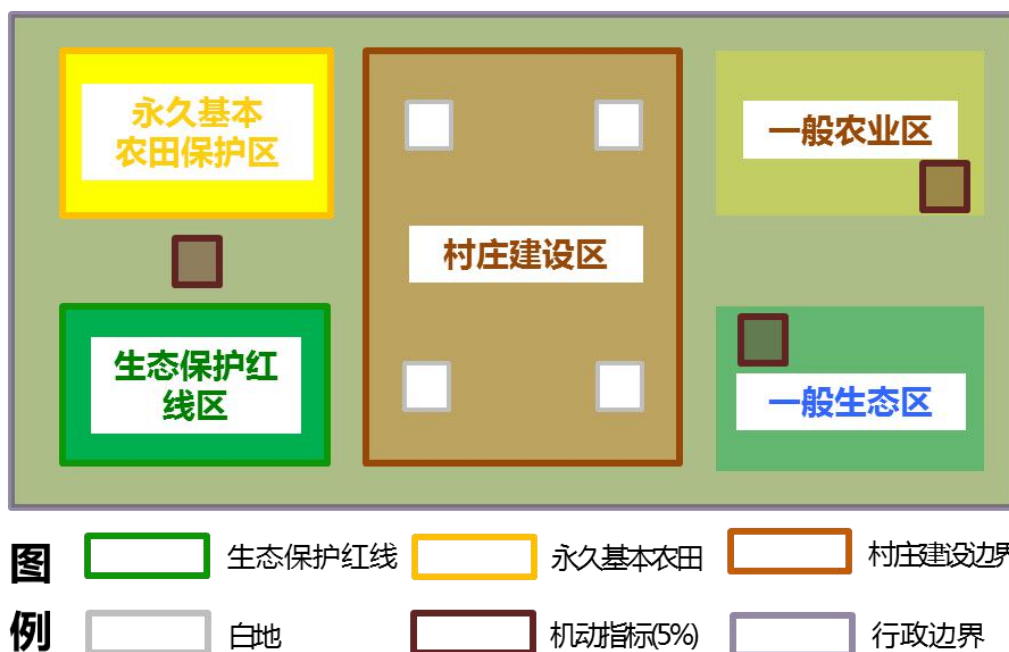 永久基本
农田保护区
一般农业区
村庄建设区
生态保护红
线区
一般生态区
图
例
生态保护红线
永久基本农田
村庄建设边界
白地
机动指标(5%)
行政边界